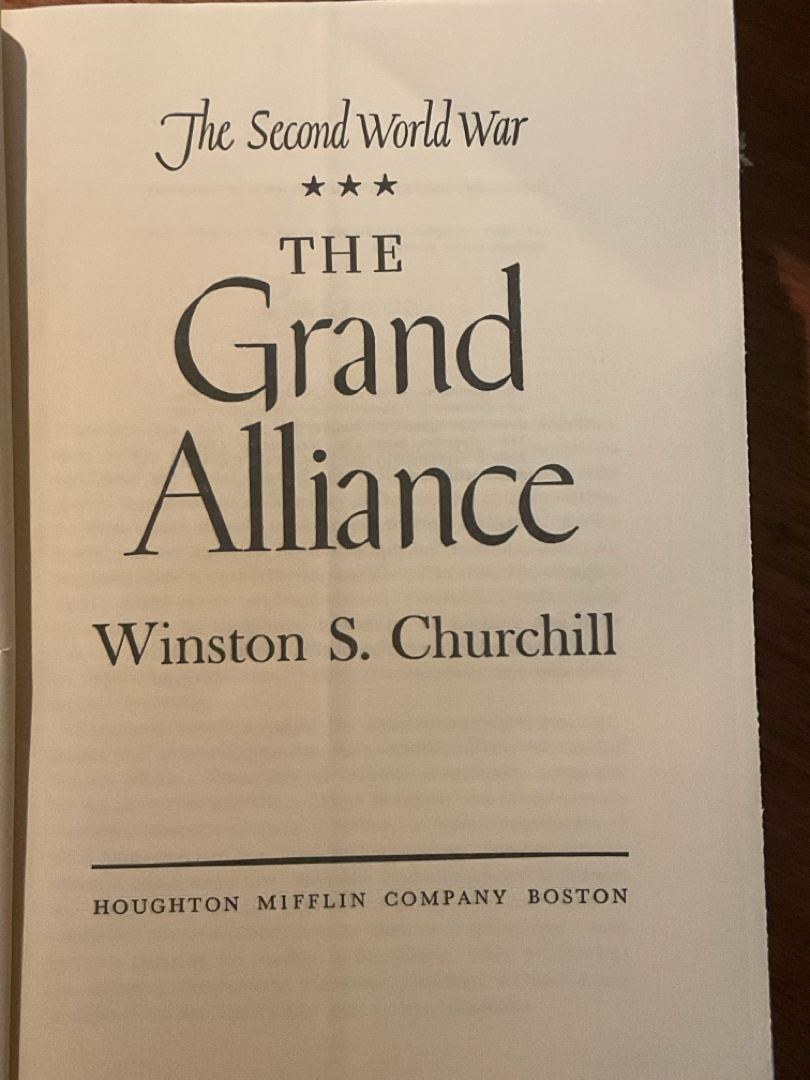 The Second World War
★ ★ ★
THE
Grand
Alliance
Winston S. Churchill
HOUGHTON MIFFLIN COMPANY BOSTON